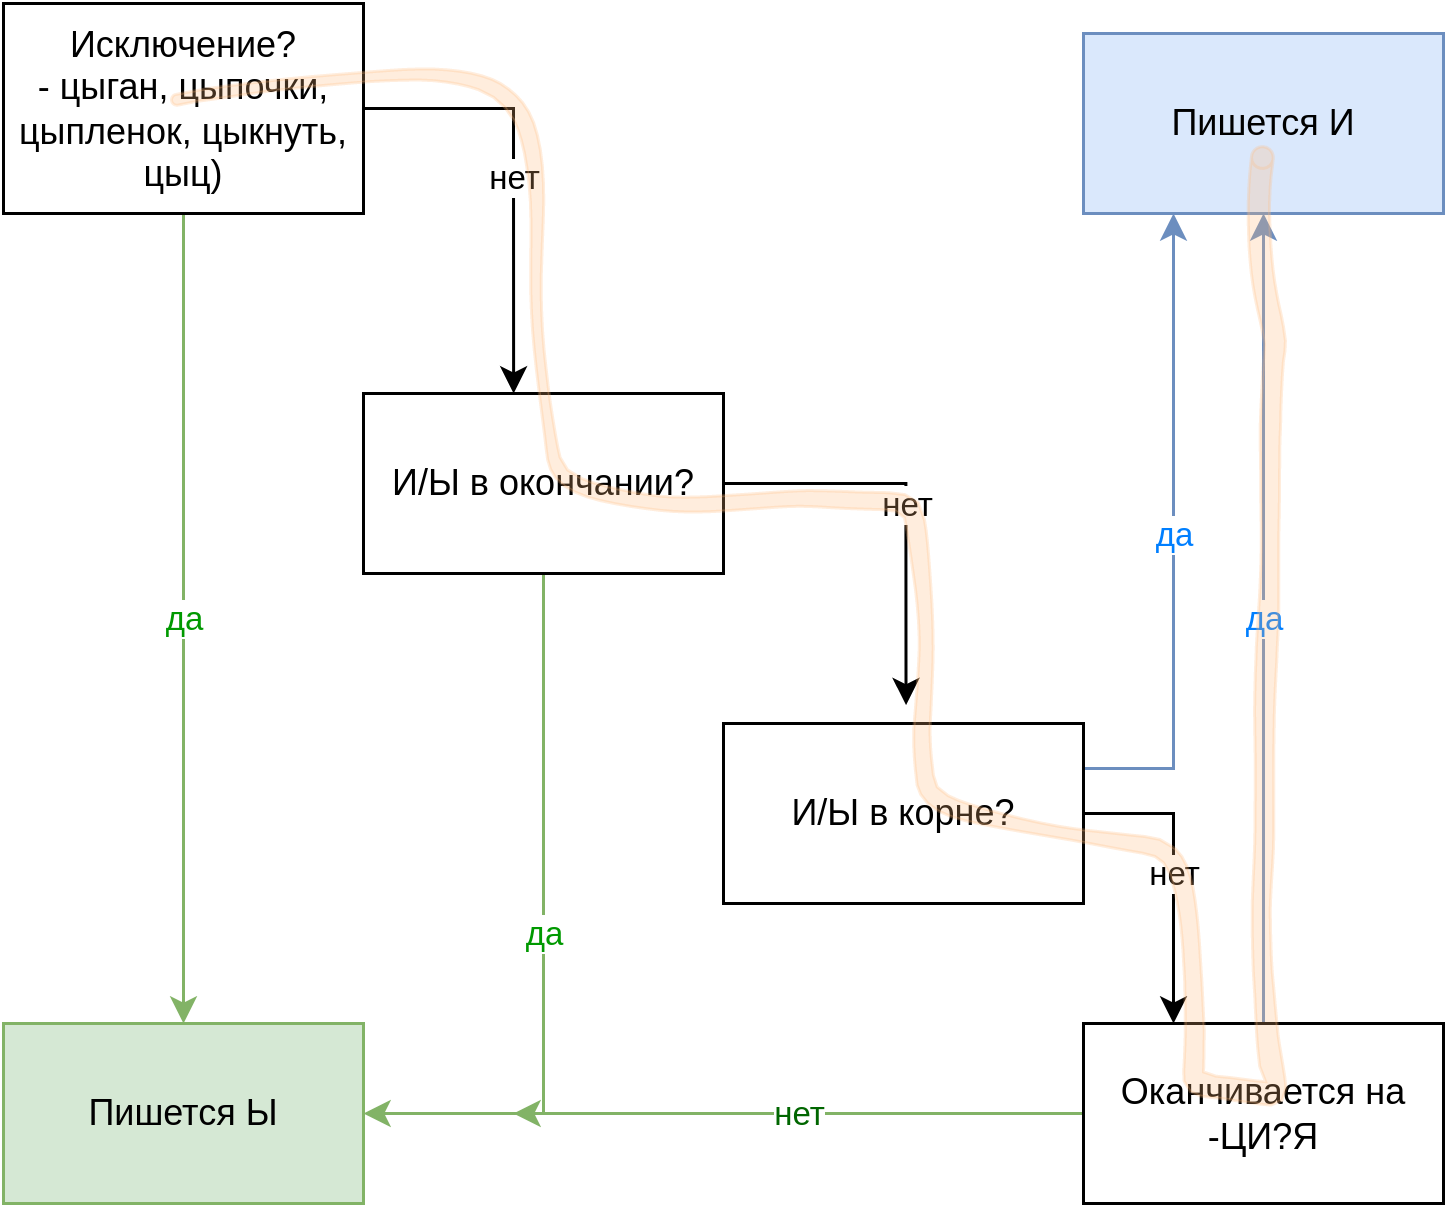 Исключение?
- цыган, цыпочки,
цыпленок, цыкнуть,
цыц)
Пишется И
нет
И/Ы в окончании?
нет
да
да
да
И/Ы в корне?
нет
да
Оканчивается на
-ЦИ?Я
Пишется Ы
нет